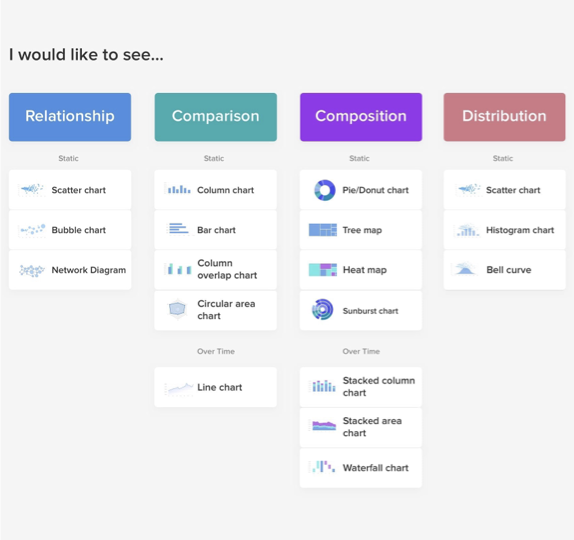 I would like to see...
Relationship
Static
Scatter chart
Bubble chart
Network Diagram
Comparison
Static
Column chart
Bar chart
Column
overlap chart
Circular area
chart
Over Time
Line chart
Composition
Static
Pie/Donut chart
Tree map
Heat map
Sunburst chart
Over Time
Stacked column
chart
Stacked area
chart
Waterfall chart
Distribution
Static
Scatter chart
Histogram chart
Bell curve